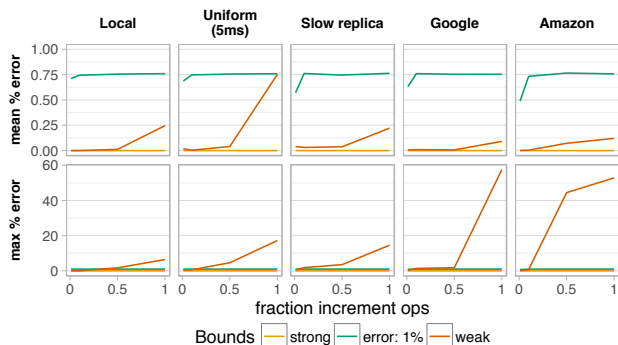 Local Uniform (5ms) Slow replica Google Amazon
mean % error
1.00
0.75
0.50
0.25
0.00
max % error
60
40
20
0
0 0.5 1 0 0.5 1 0 0.5 1 0 0.5 1 0 0.5 1
fraction increment ops
Bounds strong error: 1% weak